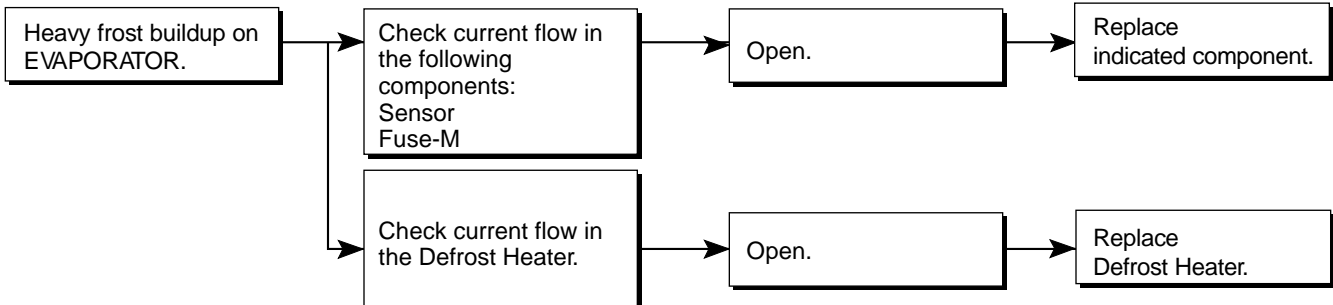 Heavy frost buildup on
EVAPORATOR.
Check current flow in
the following
components:
Sensor
Fuse-M
Open.
Replace
indicated component.
Check current flow in
the Defrost Heater.
Open.
Replace
Defrost Heater.